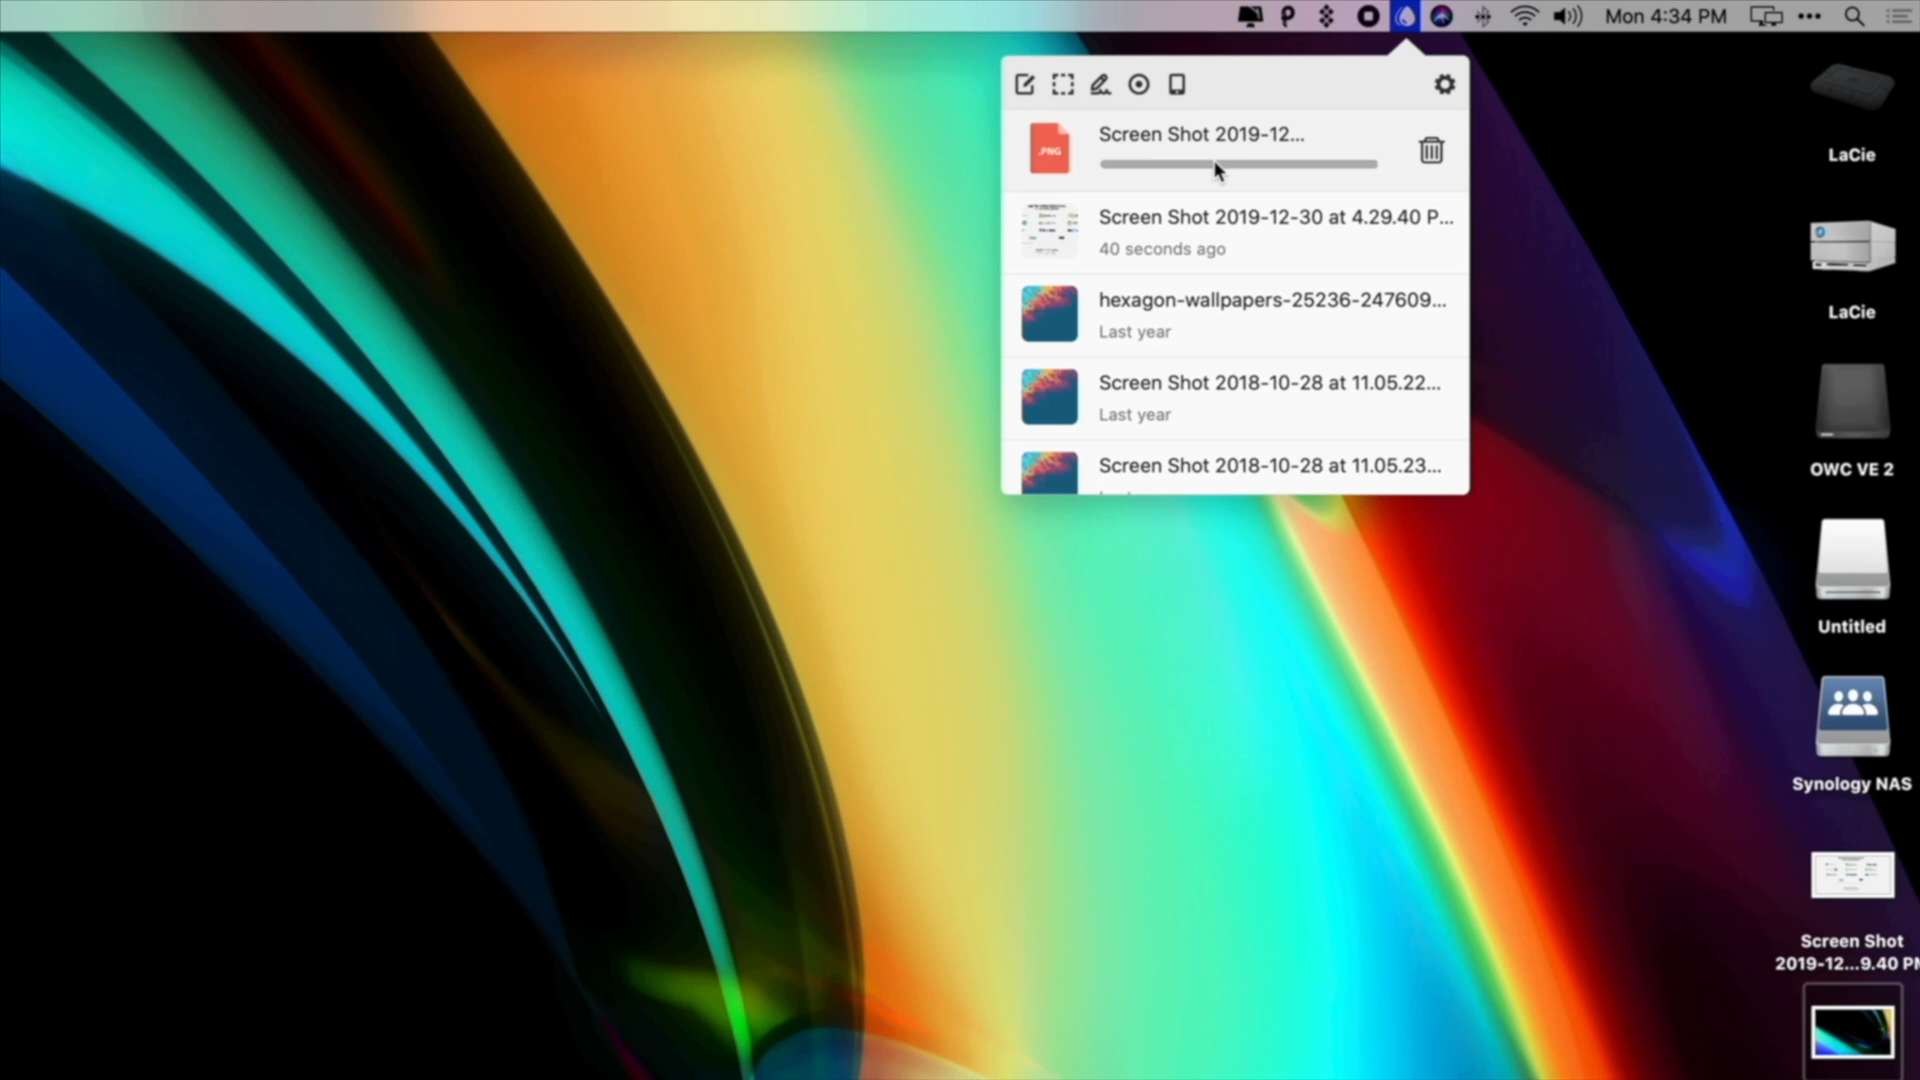 Mon 4:34 PM
.PNG
Screen Shot 2019-12...
Screen Shot 2019-12-30 at 4.29.40 P...
40 seconds ago
hexagon-wallpapers-25236-247609...
Last year
Screen Shot 2018-10-28 at 11.05.22...
Last year
Screen Shot 2018-10-28 at 11.05.23...
LaCie
LaCie
OWC VE 2
Untitled
Synology NAS
Screen Shot
2019-12...9.40 PM